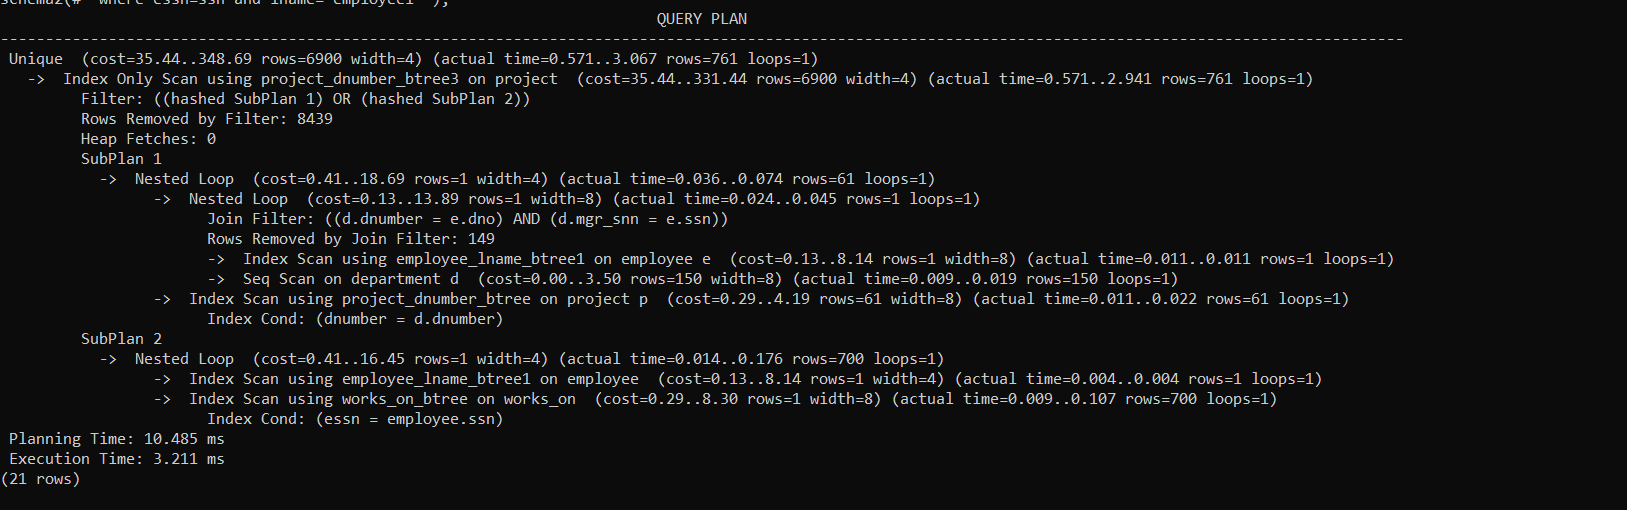 schema2(#  where essn=ssn and lname='employee1' );
QUERY PLAN
-----------------------------------------------------------------------------------------------------------------------------------------------------------
Unique  (cost=35.44..348.69 rows=6900 width=4) (actual time=0.571..3.067 rows=761 loops=1)
  ->  Index Only Scan using project_dnumber_btree3 on project  (cost=35.44..331.44 rows=6900 width=4) (actual time=0.571..2.941 rows=761 loops=1)
        Filter: ((hashed SubPlan 1) OR (hashed SubPlan 2))
        Rows Removed by Filter: 8439
        Heap Fetches: 0
        SubPlan 1
          ->  Nested Loop  (cost=0.41..18.69 rows=1 width=4) (actual time=0.036..0.074 rows=61 loops=1)
                ->  Nested Loop  (cost=0.13..13.89 rows=1 width=8) (actual time=0.024..0.045 rows=1 loops=1)
                      Join Filter: ((d.dnumber = e.dno) AND (d.mgr_snn = e.ssn))
                      Rows Removed by Join Filter: 149
                      ->  Index Scan using employee_lname_btree1 on employee e  (cost=0.13..8.14 rows=1 width=8) (actual time=0.011..0.011 rows=1 loops=1)
                      ->  Seq Scan on department d  (cost=0.00..3.50 rows=150 width=8) (actual time=0.009..0.019 rows=150 loops=1)
                ->  Index Scan using project_dnumber_btree on project p  (cost=0.29..4.19 rows=61 width=8) (actual time=0.011..0.022 rows=61 loops=1)
                      Index Cond: (dnumber = d.dnumber)
        SubPlan 2
          ->  Nested Loop  (cost=0.41..16.45 rows=1 width=4) (actual time=0.014..0.176 rows=700 loops=1)
                ->  Index Scan using employee_lname_btree1 on employee  (cost=0.13..8.14 rows=1 width=4) (actual time=0.004..0.004 rows=1 loops=1)
                ->  Index Scan using works_on_btree on works_on  (cost=0.29..8.30 rows=1 width=8) (actual time=0.009..0.107 rows=700 loops=1)
                      Index Cond: (essn = employee.ssn)
Planning Time: 10.485 ms
Execution Time: 3.211 ms
(21 rows)